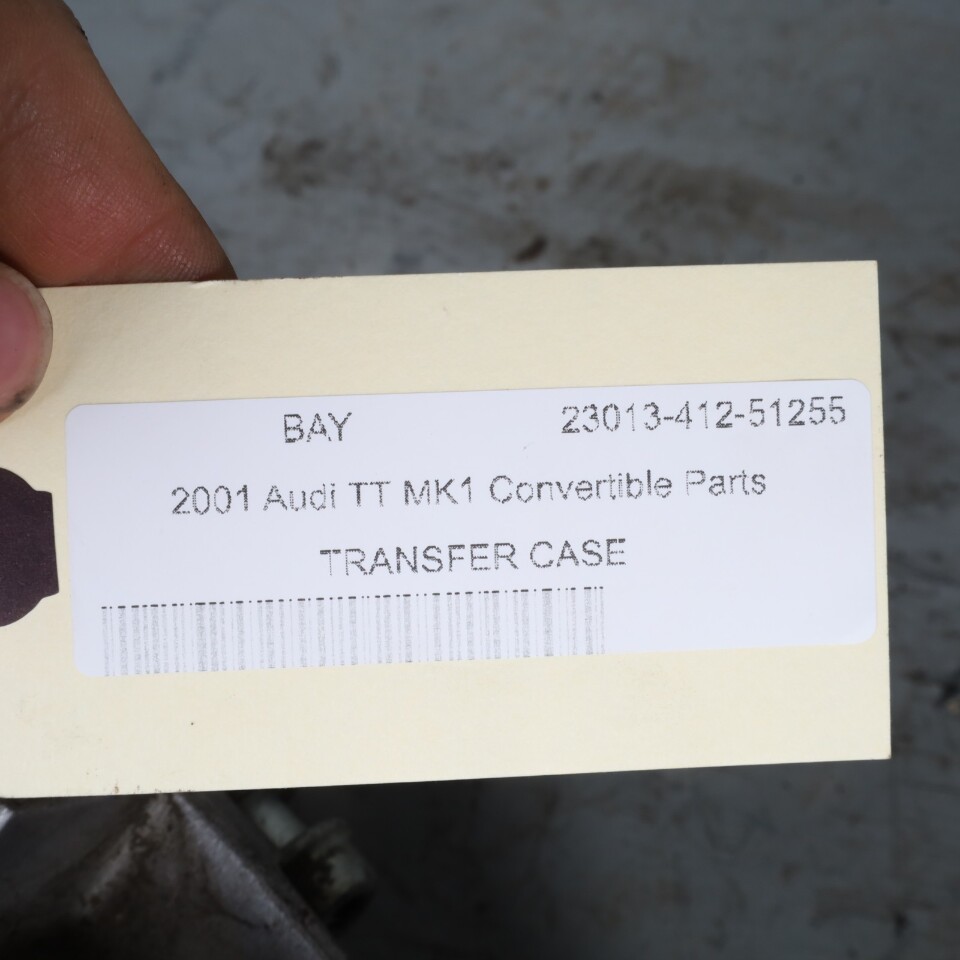 BAY 23013-412-51255
2001 Audi TT MK1 Convertible Parts
TRANSFER CASE